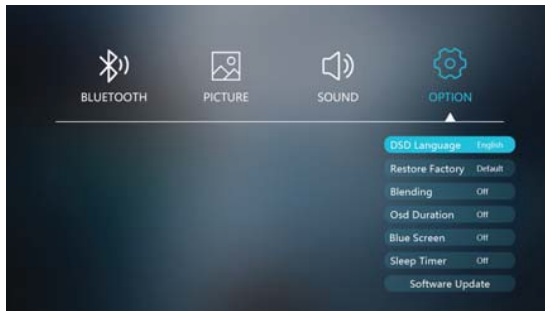 BLUETOOTH PICTURE SOUND OPTION
DSD Language English
Restore Factory Default
Blending Off
Osd Duration Off
Blue Screen Off
Sleep Timer Off
Software Update